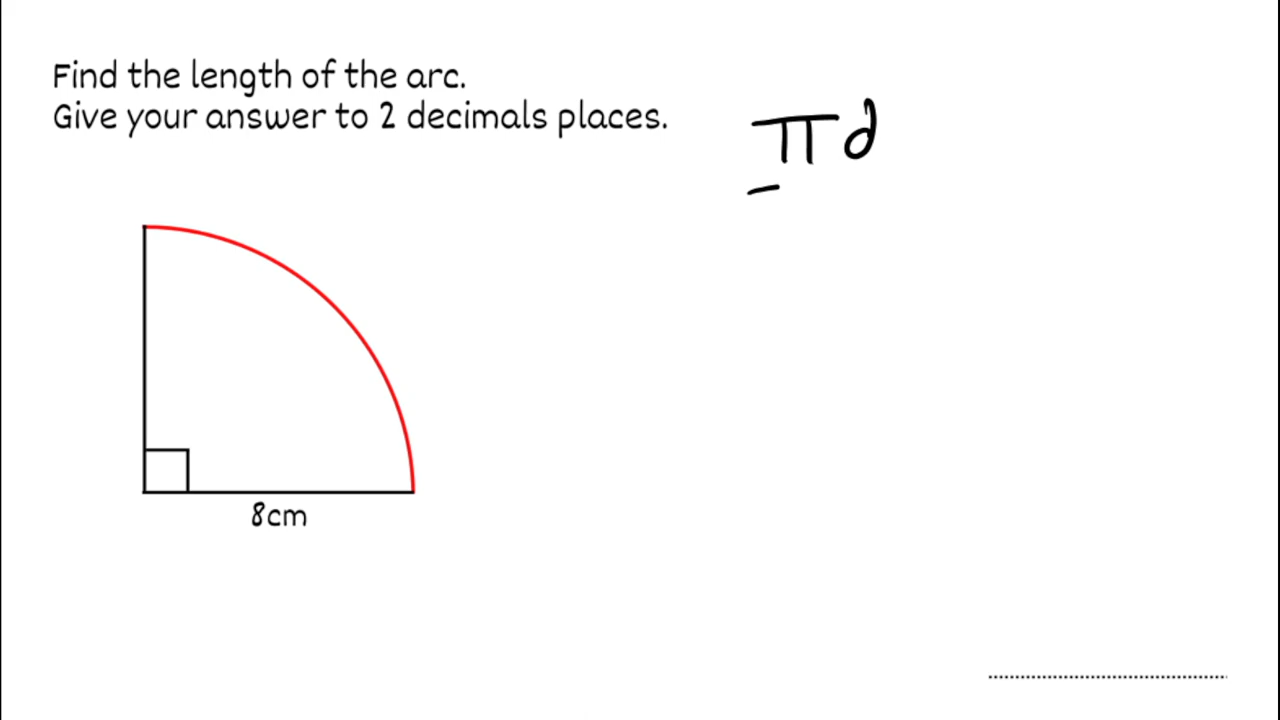 Find the length of the arc.
Give your answer to 2 decimals places.
πd
8cm